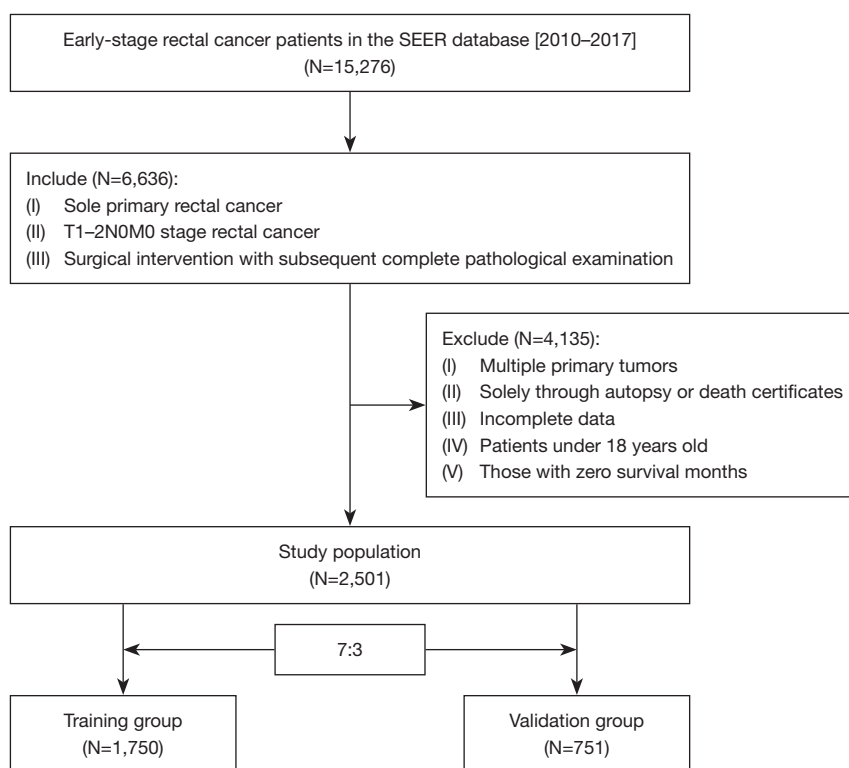 Early-stage rectal cancer patients in the SEER database [2010–2017]
(N=15,276)
Include (N=6,636):
(I) Sole primary rectal cancer
(II) T1–2N0M0 stage rectal cancer
(III) Surgical intervention with subsequent complete pathological examination
Exclude (N=4,135):
(I) Multiple primary tumors
(II) Solely through autopsy or death certificates
(III) Incomplete data
(IV) Patients under 18 years old
(V) Those with zero survival months
Study population
(N=2,501)
7:3
Training group
(N=1,750)
Validation group
(N=751)